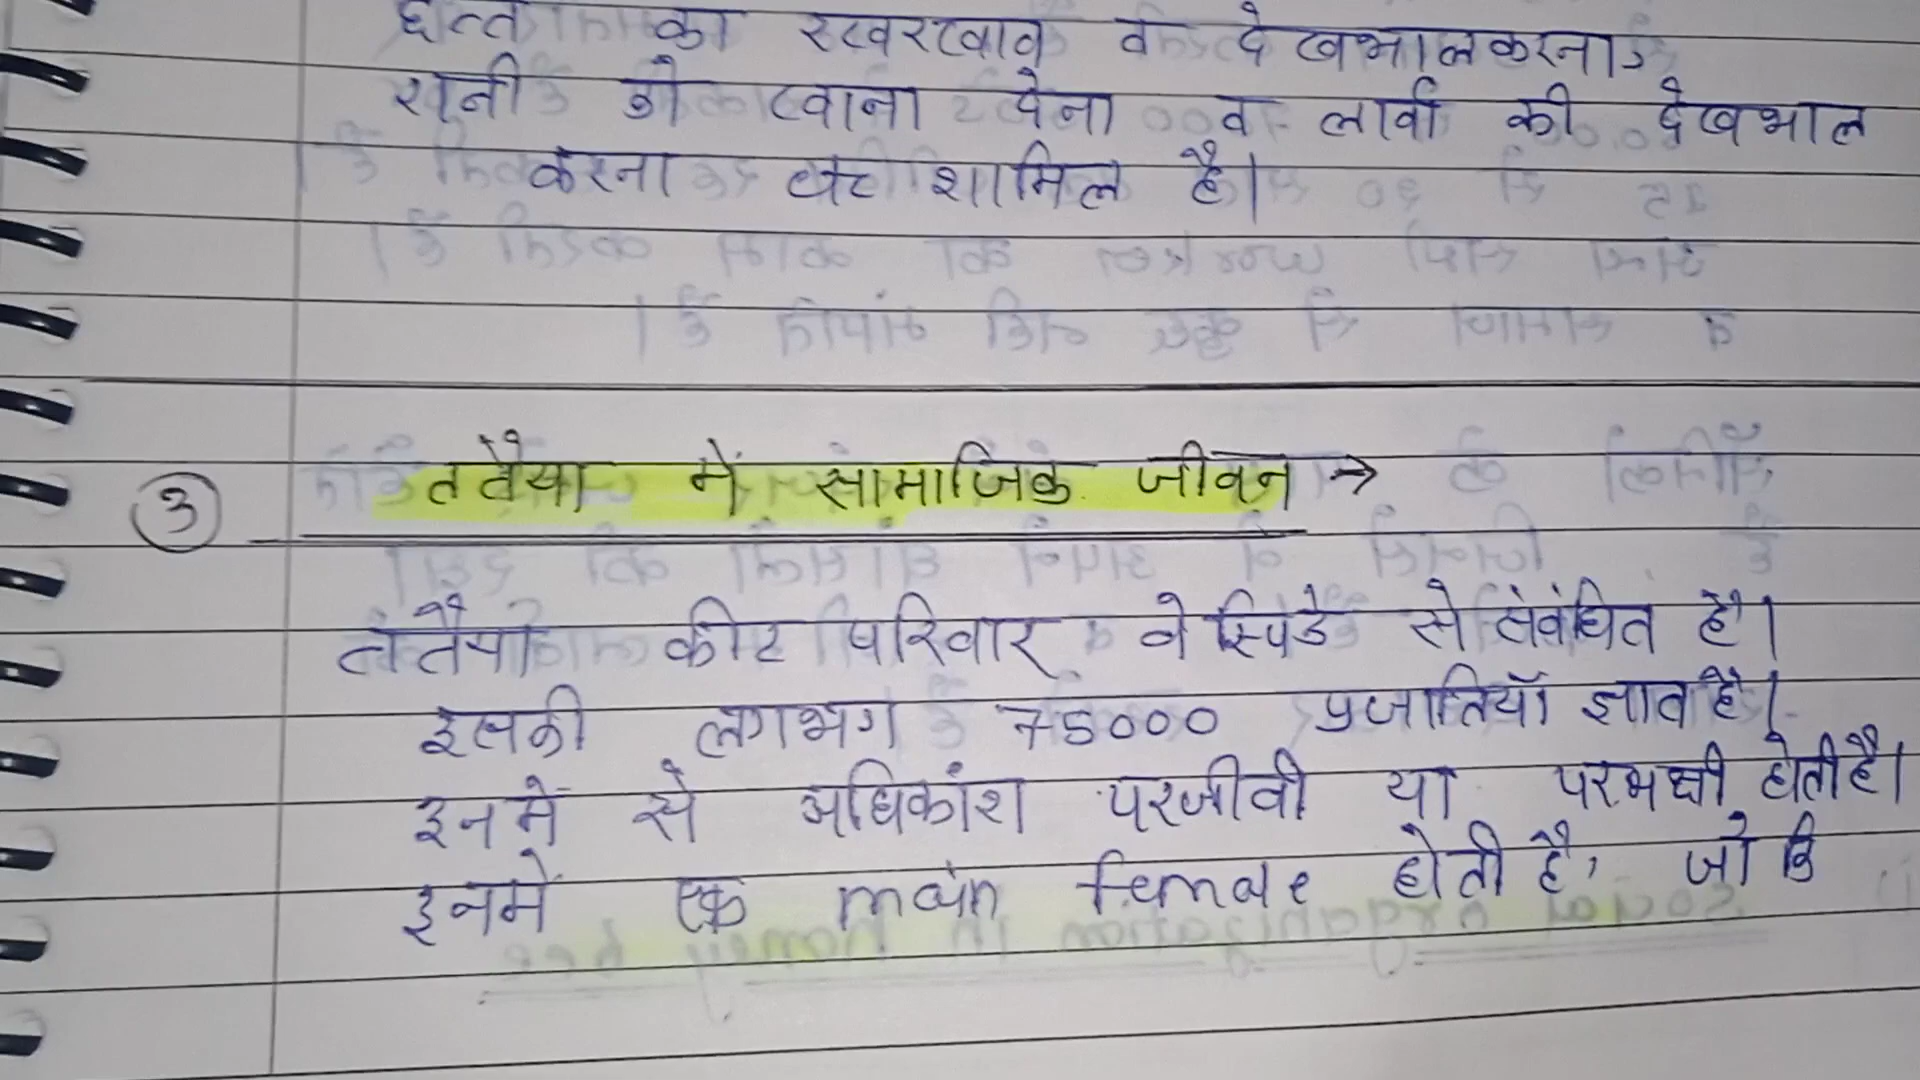 छत्ते का रखरखाव व देखभाल करना,
रानी को खाना देना व लार्वा की देखभाल
करना शामिल है।
③ ततैया में सामाजिक जीवन →
ततैया कीट परिवार वेस्पिडे से संबंधित है।
इसकी लगभग 75000 प्रजातियाँ ज्ञात है।
इनमें से अधिकांश परजीवी या परभक्षी होती है।
इनमें एक main female होती है, जो कि